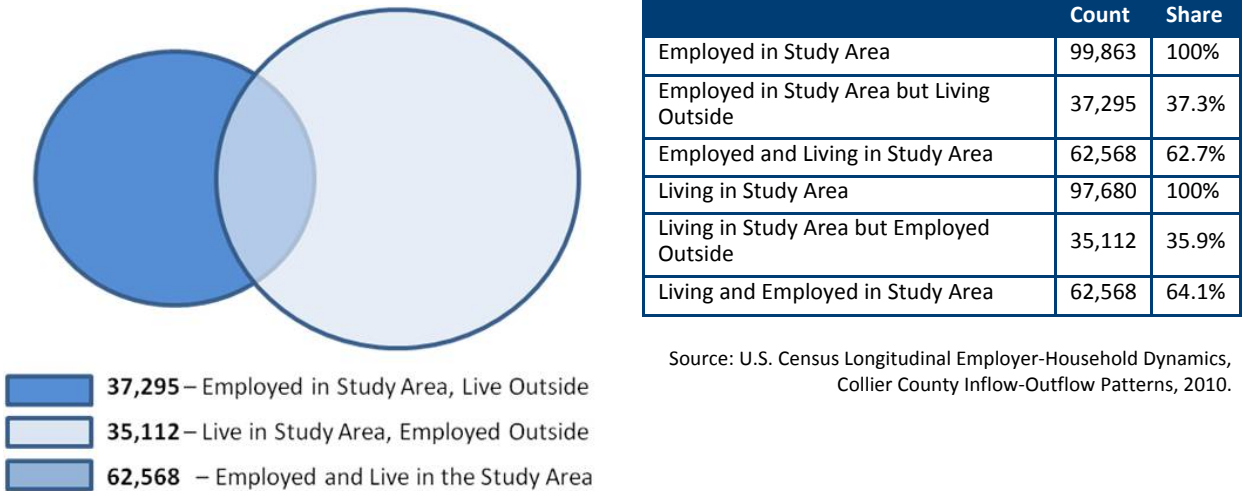 Count Share
Employed in Study Area 99,863 100%
Employed in Study Area but Living
Outside 37,295 37.3%
Employed and Living in Study Area 62,568 62.7%
Living in Study Area 97,680 100%
Living in Study Area but Employed
Outside 35,112 35.9%
Living and Employed in Study Area 62,568 64.1%
Source: U.S. Census Longitudinal Employer-Household Dynamics,
Collier County Inflow-Outflow Patterns, 2010.
37,295 – Employed in Study Area, Live Outside
35,112 – Live in Study Area, Employed Outside
62,568 – Employed and Live in the Study Area